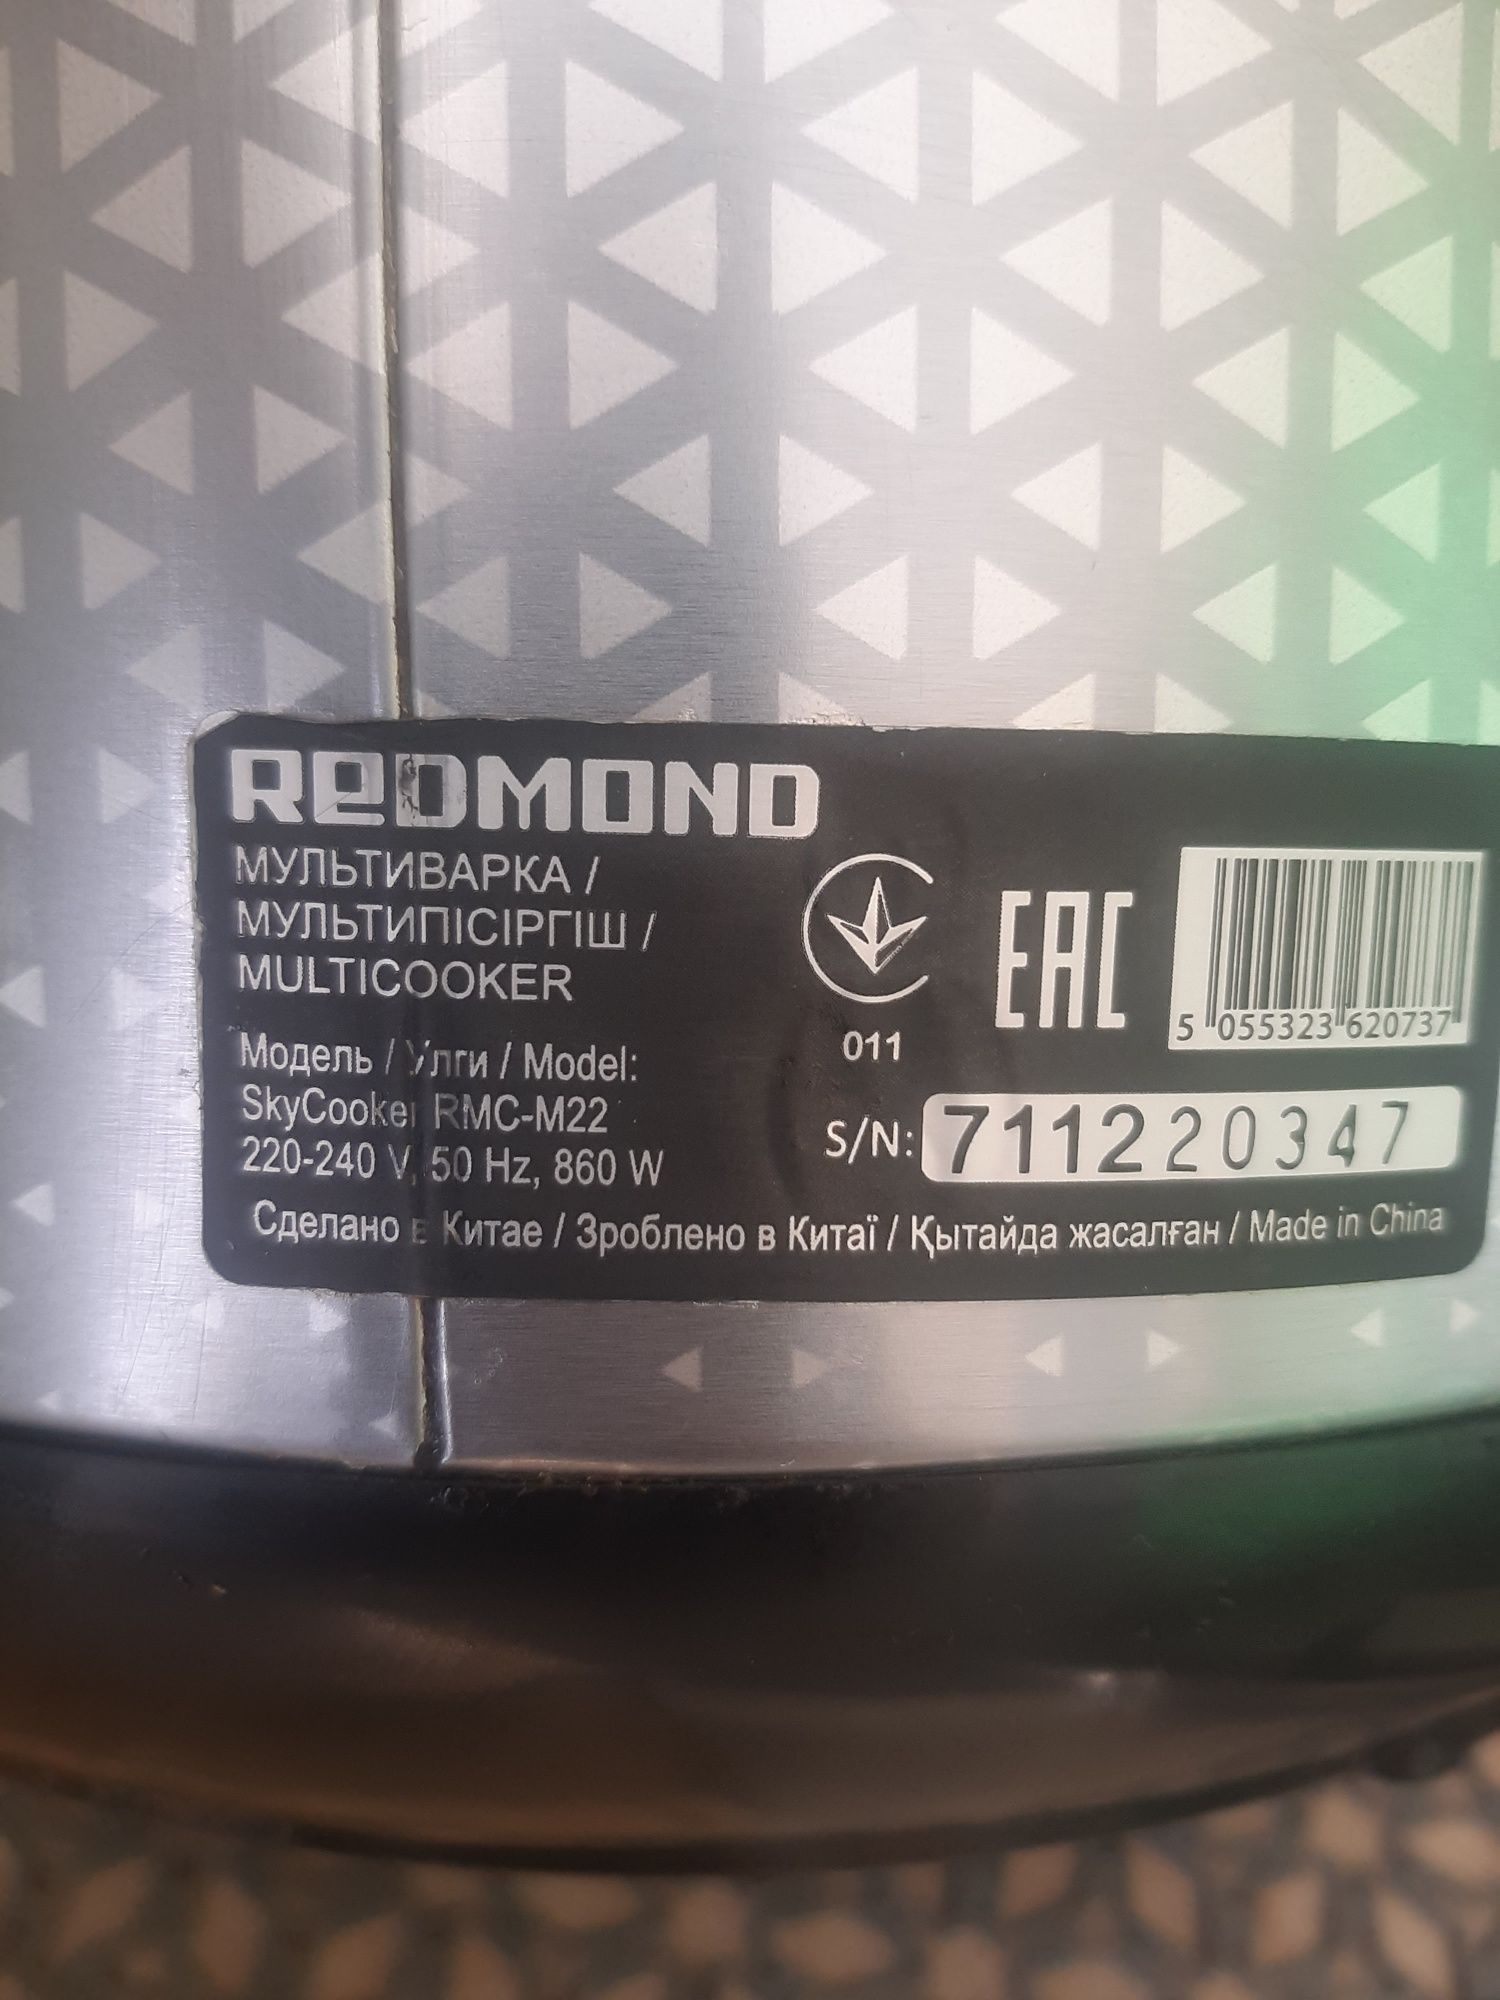 REDMOND
МУЛЬТИВАРКА /
МУЛЬТИПІСІРГІШ /
MULTICOOKER
Модель / Улги / Model:
SkyCooker RMC-M22
220-240 V, 50 Hz, 860 W
011
EAC
5 055323 620737
S/N: 711220347
Сделано в Китае / Зроблено в Китаї / Қытайда жасалған / Made in China